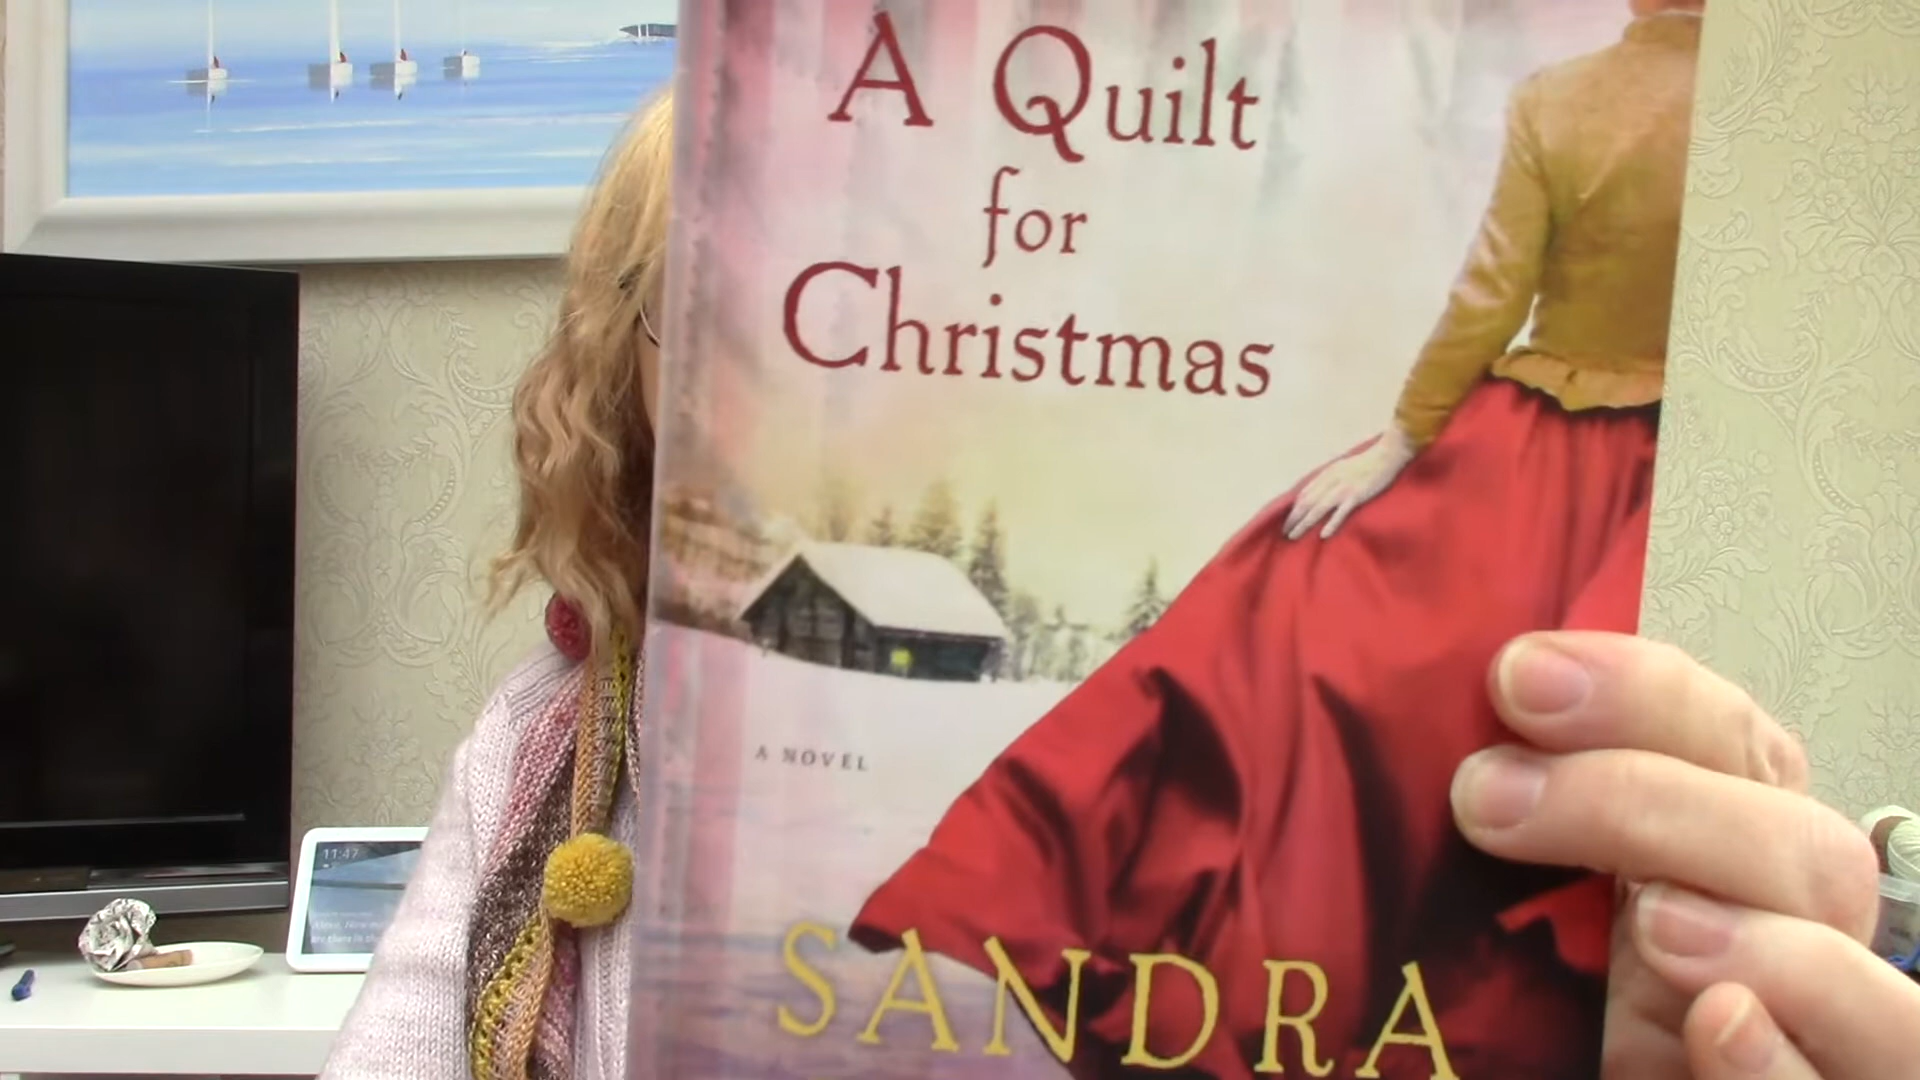 A Quilt
for
Christmas
A NOVEL
SANDRA
11:47